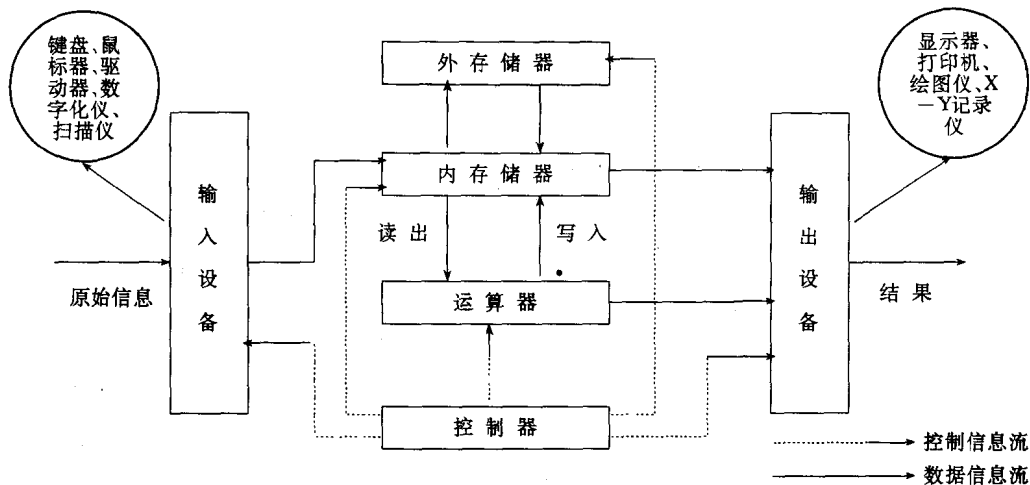 键盘、鼠
标器、驱
动器、数
字化仪、
扫描仪
显示器、
打印机、
绘图仪、X
－Y记录
仪
外存储器
内存储器
读出
写入
运算器
控制器
输
入
设
备
输
出
设
备
原始信息
结果
控制信息流
数据信息流